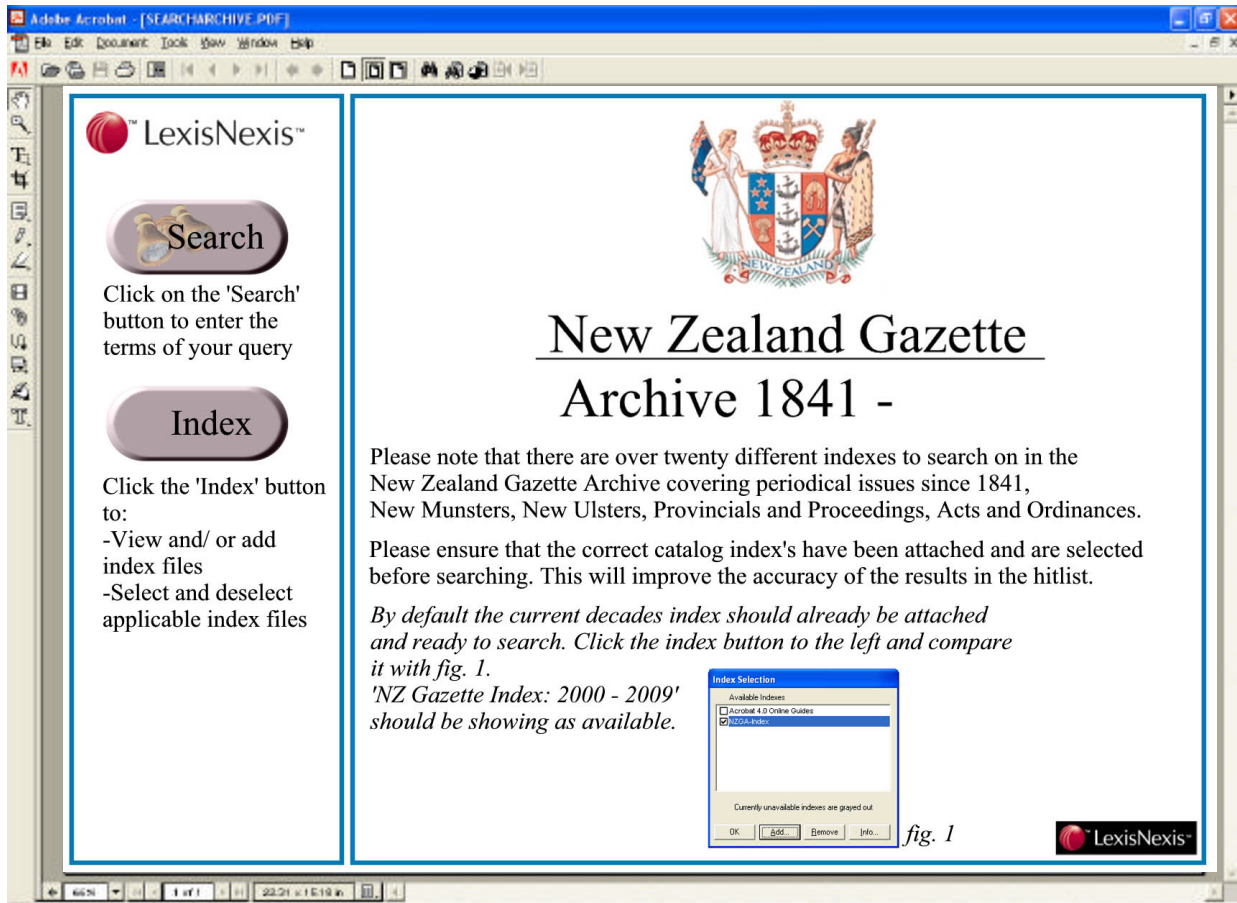 Adobe Acrobat - [SEARCHARCHIVE.PDF]
File Edit Document Tools View Window Help
LexisNexis™
Search
Click on the 'Search'
button to enter the
terms of your query
Index
Click the 'Index' button
to:
-View and/ or add
index files
-Select and deselect
applicable index files
NEW·ZEALAND
New Zealand Gazette
Archive 1841 -
Please note that there are over twenty different indexes to search on in the
New Zealand Gazette Archive covering periodical issues since 1841,
New Munsters, New Ulsters, Provincials and Proceedings, Acts and Ordinances.
Please ensure that the correct catalog index's have been attached and are selected
before searching. This will improve the accuracy of the results in the hitlist.
By default the current decades index should already be attached
and ready to search. Click the index button to the left and compare
it with fig. 1.
'NZ Gazette Index: 2000 - 2009'
should be showing as available.
Index Selection
Available Indexes
Acrobat 4.0 Online Guides
NZGA-Index
Currently unavailable indexes are grayed out
OK Add... Remove Info...
fig. 1
LexisNexis™
66% 1 of 1